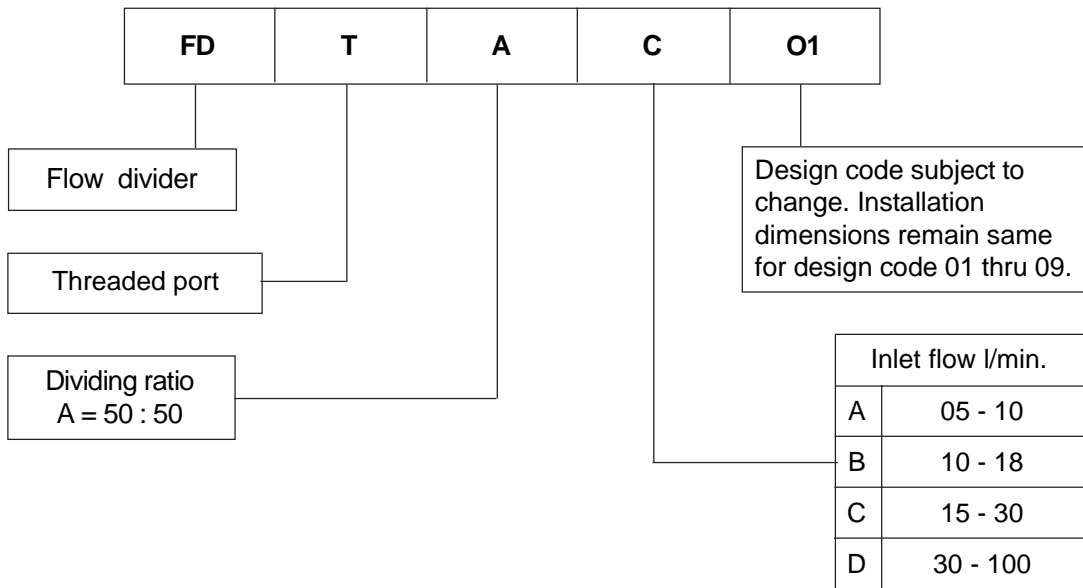 FD T A C O1
Flow divider
Threaded port
Dividing ratio
A = 50 : 50
Design code subject to
change. Installation
dimensions remain same
for design code 01 thru 09.
Inlet flow l/min.
A 05 - 10
B 10 - 18
C 15 - 30
D 30 - 100